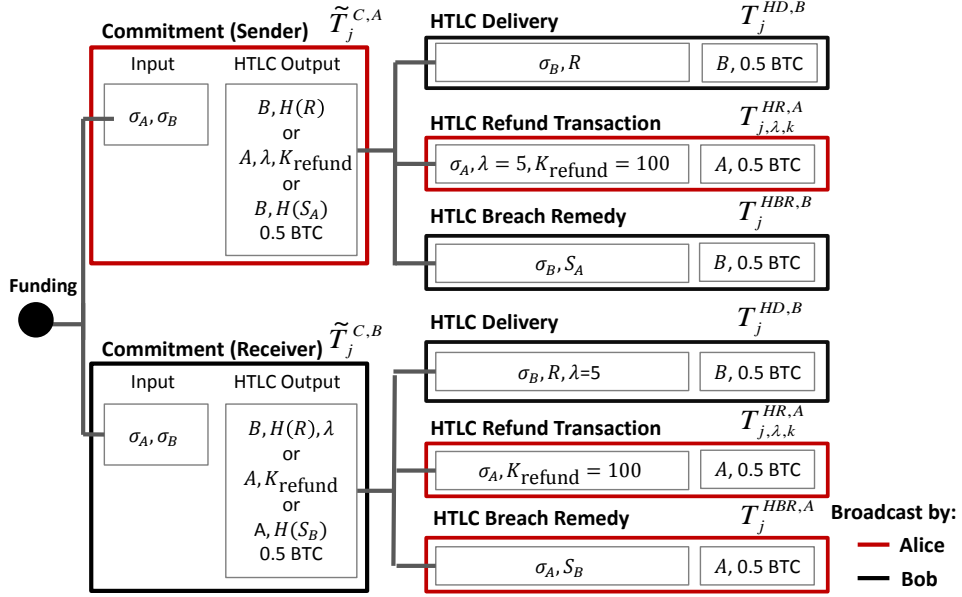 Commitment (Sender) T̃_j^{C,A}
Input
σ_A, σ_B
HTLC Output
B, H(R)
or
A, λ, K_refund
or
B, H(S_A)
0.5 BTC
HTLC Delivery T_j^{HD,B}
σ_B, R
B, 0.5 BTC
HTLC Refund Transaction T_{j,λ,k}^{HR,A}
σ_A, λ = 5, K_refund = 100
A, 0.5 BTC
HTLC Breach Remedy T_j^{HBR,B}
σ_B, S_A
B, 0.5 BTC
Funding
Commitment (Receiver) T̃_j^{C,B}
Input
σ_A, σ_B
HTLC Output
B, H(R), λ
or
A, K_refund
or
A, H(S_B)
0.5 BTC
HTLC Delivery T_j^{HD,B}
σ_B, R, λ=5
B, 0.5 BTC
HTLC Refund Transaction T_{j,λ,k}^{HR,A}
σ_A, K_refund = 100
A, 0.5 BTC
HTLC Breach Remedy T_j^{HBR,A}
σ_A, S_B
A, 0.5 BTC
Broadcast by:
Alice
Bob